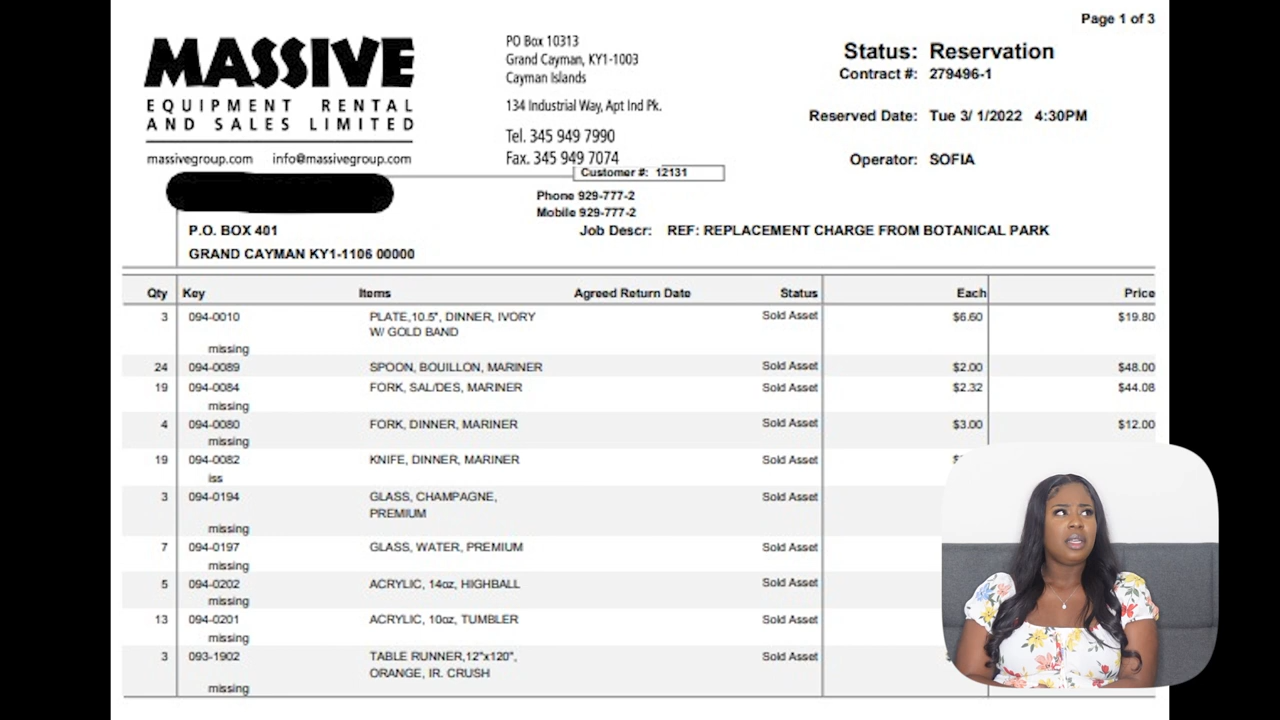 Page 1 of 3
MASSIVE
EQUIPMENT RENTAL
AND SALES LIMITED
massivegroup.com info@massivegroup.com
PO Box 10313
Grand Cayman, KY1-1003
Cayman Islands
134 Industrial Way, Apt Ind Pk.
Tel. 345 949 7990
Fax. 345 949 7074
Status: Reservation
Contract #: 279496-1
Reserved Date: Tue 3/ 1/2022 4:30PM
Operator: SOFIA
Customer #: 12131
Phone 929-777-2
Mobile 929-777-2
P.O. BOX 401
Job Descr: REF: REPLACEMENT CHARGE FROM BOTANICAL PARK
GRAND CAYMAN KY1-1106 00000
Qty Key Items Agreed Return Date Status Each Price
3 094-0010 PLATE,10.5", DINNER, IVORY Sold Asset $6.60 $19.80
W/ GOLD BAND
missing
24 094-0089 SPOON, BOUILLON, MARINER Sold Asset $2.00 $48.00
19 094-0084 FORK, SAL/DES, MARINER Sold Asset $2.32 $44.08
missing
4 094-0080 FORK, DINNER, MARINER Sold Asset $3.00 $12.00
missing
19 094-0082 KNIFE, DINNER, MARINER Sold Asset
iss
3 094-0194 GLASS, CHAMPAGNE, Sold Asset
PREMIUM
missing
7 094-0197 GLASS, WATER, PREMIUM Sold Asset
missing
5 094-0202 ACRYLIC, 14oz, HIGHBALL Sold Asset
missing
13 094-0201 ACRYLIC, 10oz, TUMBLER Sold Asset
missing
3 093-1902 TABLE RUNNER,12"x120", Sold Asset
ORANGE, IR. CRUSH
missing